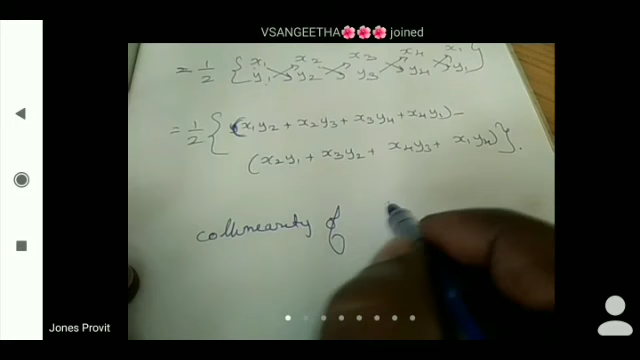 VSANGEETHA🌸🌸🌸 joined
= 1/2 { x₁ x₂ x₃ x₄ x₁ }
y₁ y₂ y₃ y₄ y₁
= 1/2 { (x₁y₂ + x₂y₃ + x₃y₄ + x₄y₁) –
(x₂y₁ + x₃y₂ + x₄y₃ + x₁y₄) }.
collinearity of
Jones Provit